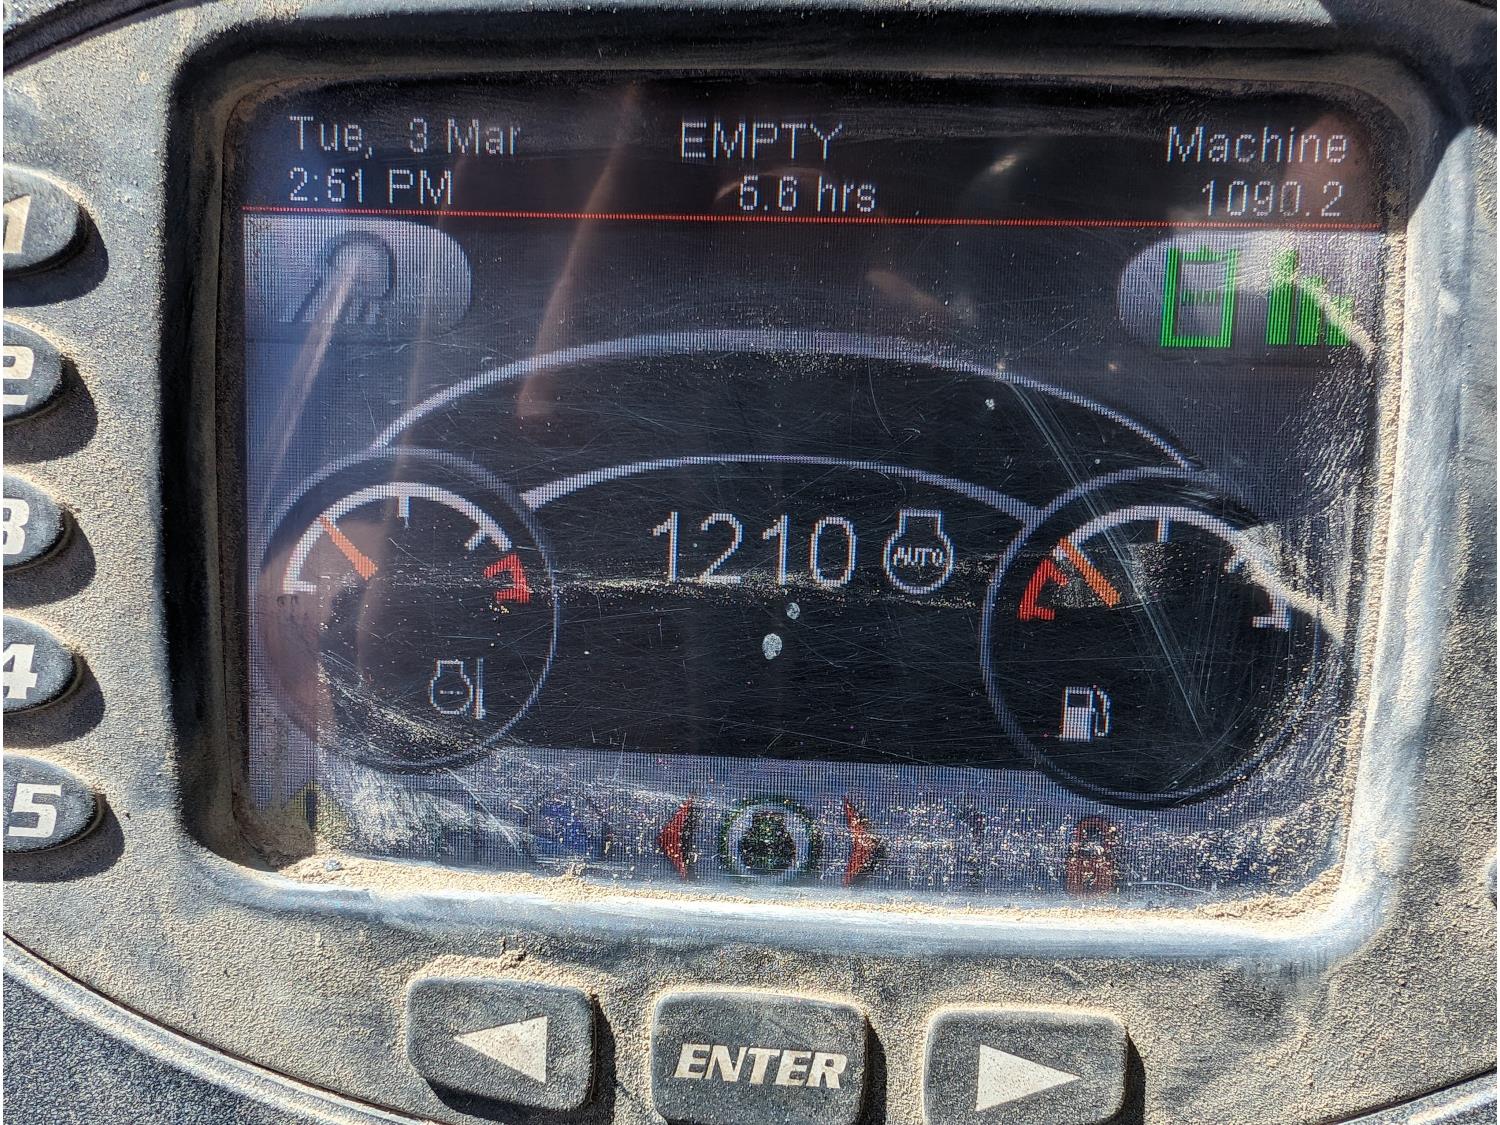 Tue, 3 Mar
EMPTY
Machine
2:51 PM
5.6 hrs
1090.2
1
2
3
4
5
1210
AUTO
ENTER